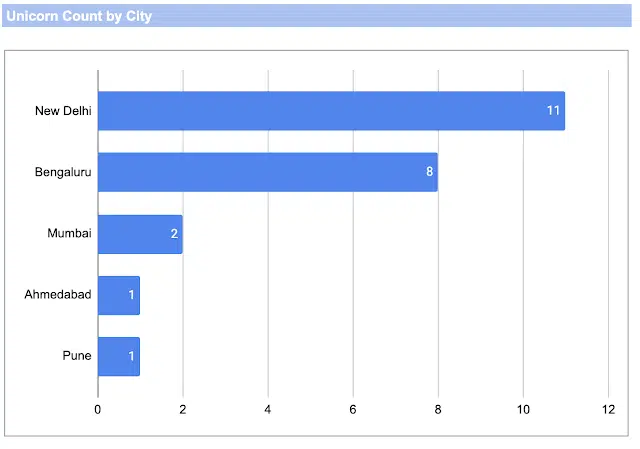 Unicorn Count by City
New Delhi 11
Bengaluru 8
Mumbai 2
Ahmedabad 1
Pune 1
0 2 4 6 8 10 12